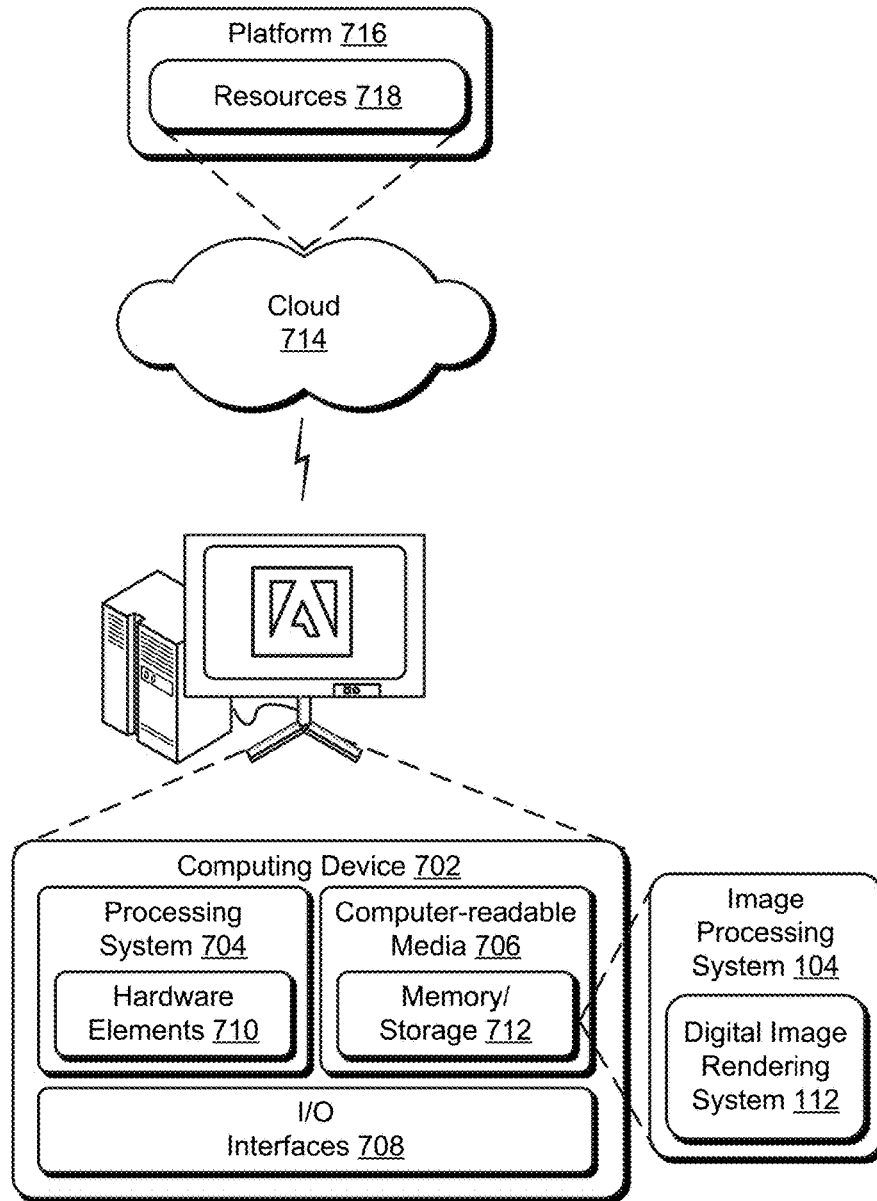 Platform 716
Resources 718
Cloud
714
Computing Device 702
Processing
System 704
Hardware
Elements 710
Computer-readable
Media 706
Memory/
Storage 712
I/O
Interfaces 708
Image
Processing
System 104
Digital Image
Rendering
System 112